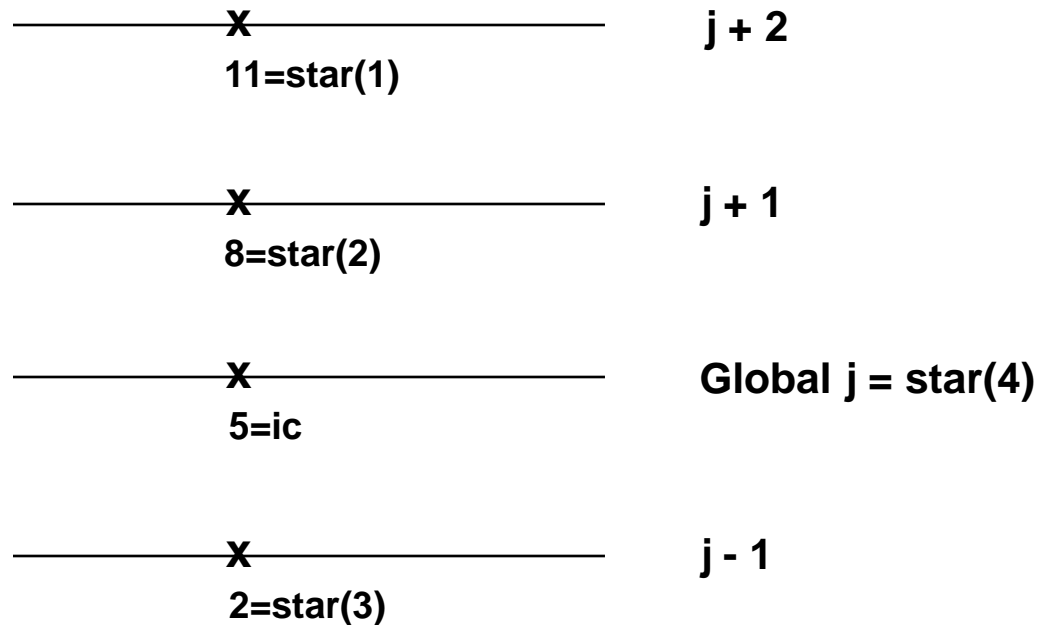 x
j + 2
11=star(1)
x
j + 1
8=star(2)
x
Global j = star(4)
5=ic
x
j - 1
2=star(3)